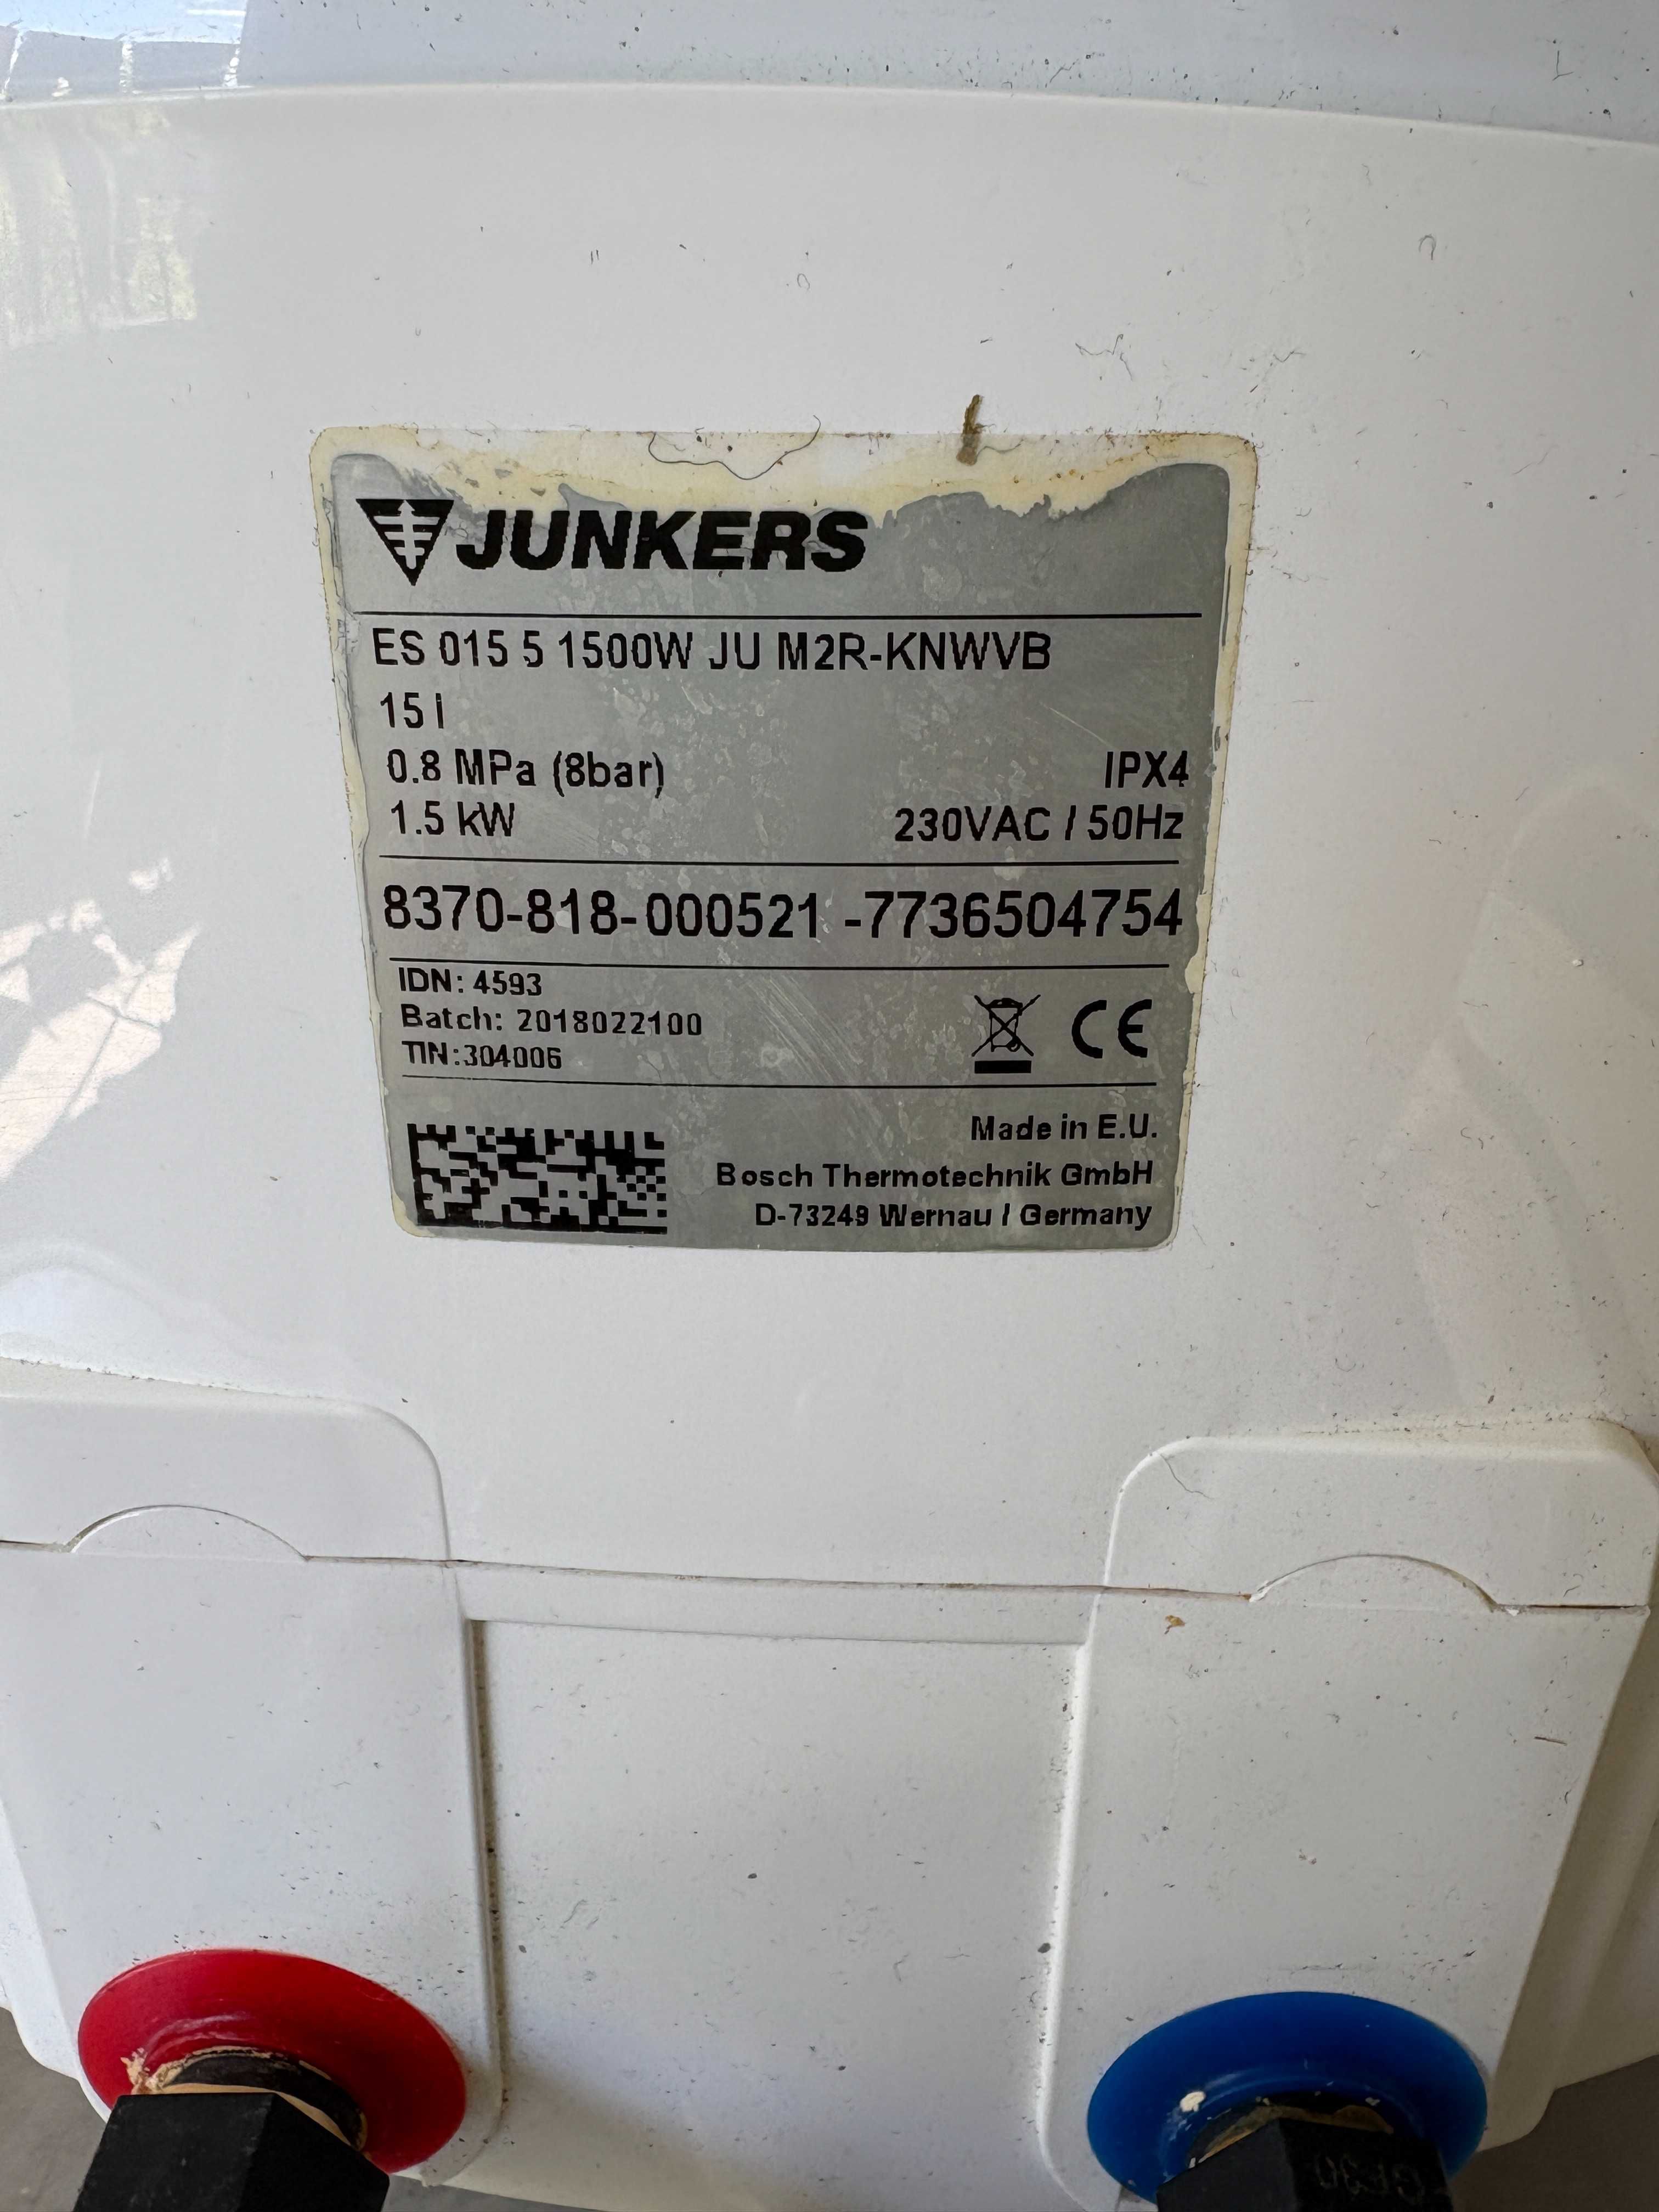 JUNKERS
ES 015 5 1500W JU M2R-KNWVB
15 l
0.8 MPa (8bar) IPX4
1.5 kW 230VAC / 50Hz
8370-818-000521 -7736504754
IDN: 4593
Batch: 2018022100
TIN:304006
CE
Made in E.U.
Bosch Thermotechnik GmbH
D-73249 Wernau / Germany